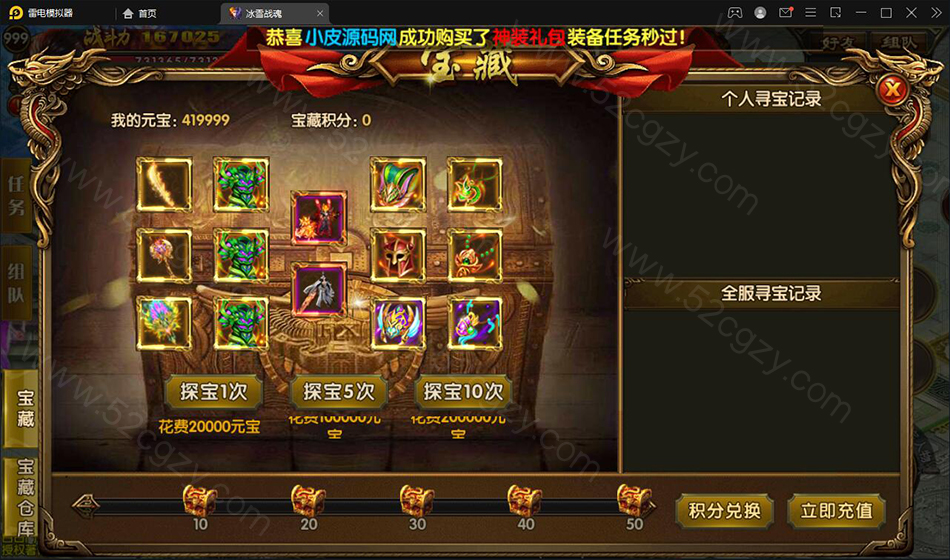 雷电模拟器
首页
冰雪战魂
999
战斗力 167025
恭喜小皮源码网成功购买了神装礼包装备任务秒过!
好友
组队
宝藏
我的元宝: 419999
宝藏积分: 0
个人寻宝记录
全服寻宝记录
任务
组队
宝藏
宝藏仓库
探宝1次
探宝5次
探宝10次
花费20000元宝
花费100000元宝
花费200000元宝
10
20
30
40
50
积分兑换
立即充值
www.52cgzy.com